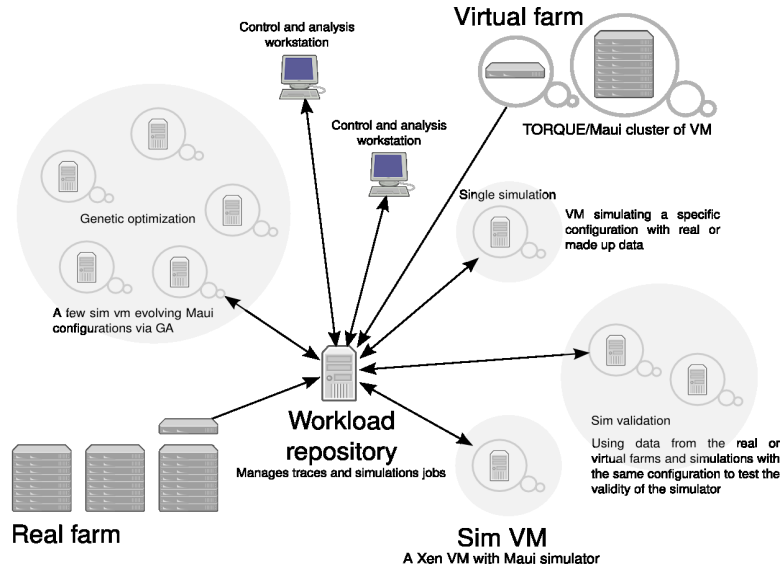 Virtual farm
Control and analysis
workstation
TORQUE/Maui cluster of VM
Control and analysis
workstation
Single simulation
VM simulating a specific
configuration with real or
made up data
Genetic optimization
A few sim vm evolving Maui
configurations via GA
Workload
repository
Manages traces and simulations jobs
Sim validation
Using data from the real or
virtual farms and simulations with
the same configuration to test the
validity of the simulator
Real farm
Sim VM
A Xen VM with Maui simulator